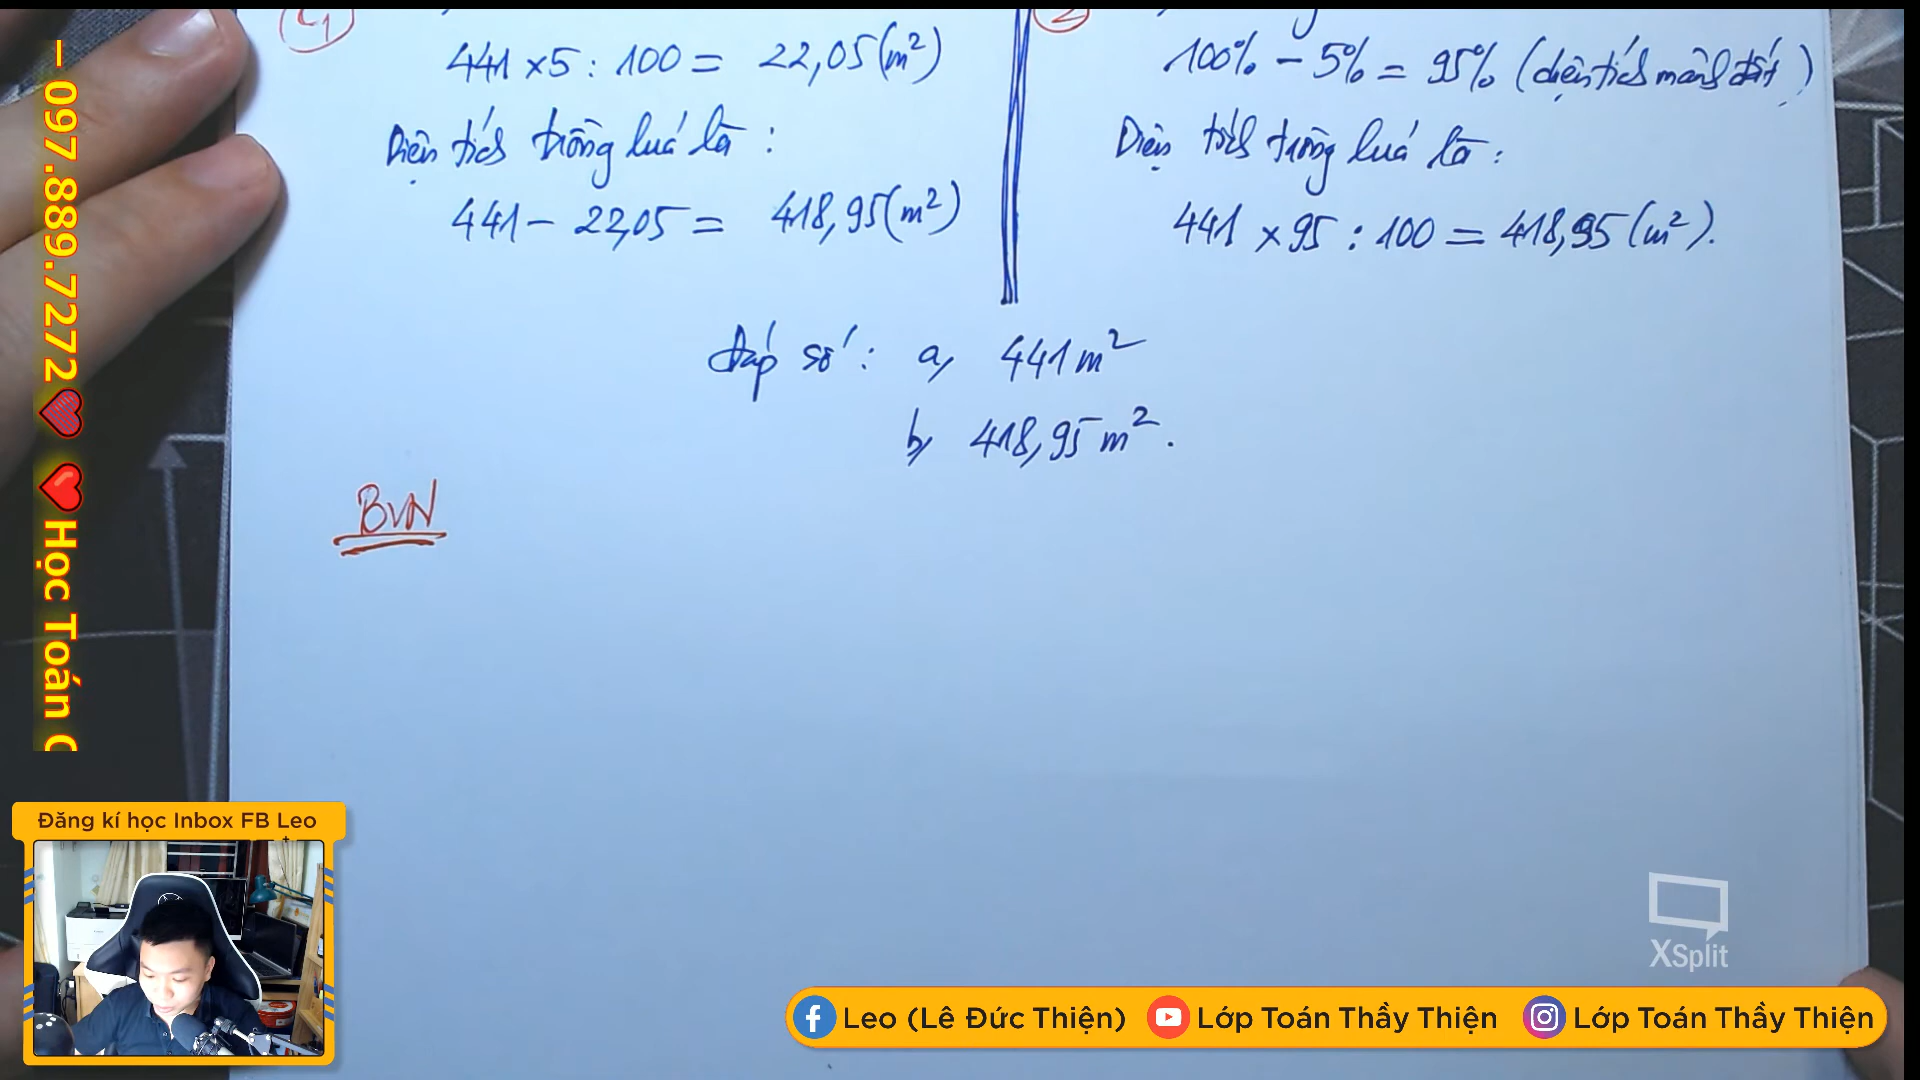 441 x 5 : 100 = 22,05 (m²)
Diện tích trồng luá là :
441 - 22,05 = 418,95 (m²)
100% - 5% = 95% (diện tích mảnh đất)
Diện tích trồng luá là :
441 x 95 : 100 = 418,95 (m²).
đáp số : a, 441 m²
b, 418,95 m².
BVN
– 097.889.7272❤ ❤Học Toán
Đăng kí học Inbox FB Leo
XSplit
Leo (Lê Đức Thiện) Lớp Toán Thầy Thiện Lớp Toán Thầy Thiện